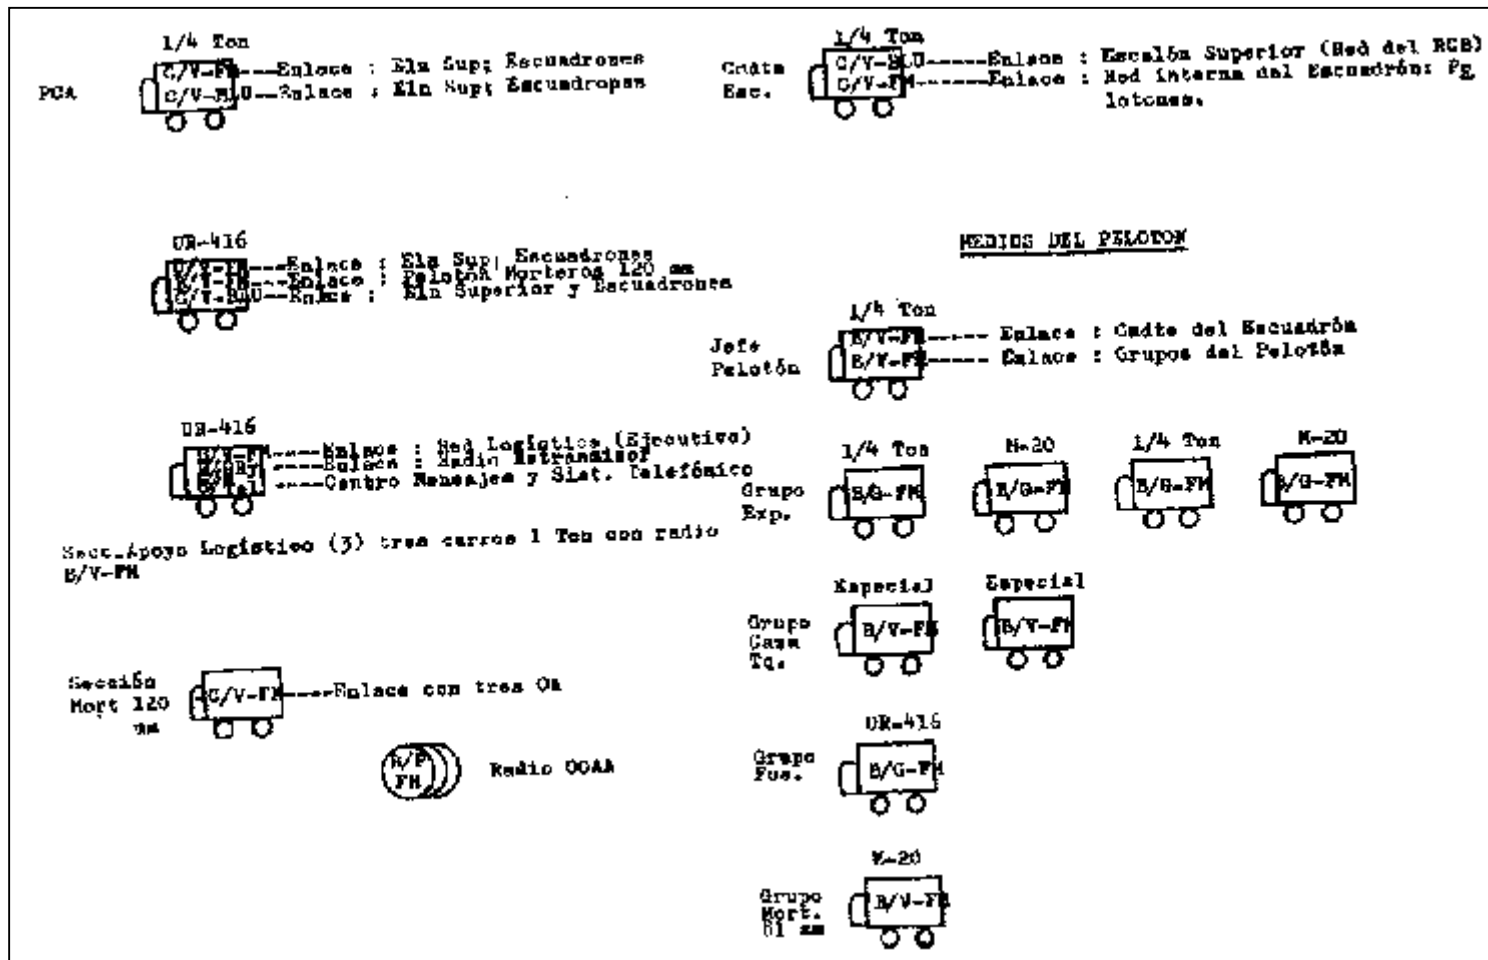 1/4 Ton
PCA
C/V-FM----Enlace : Eln Sup; Escuadrones
C/V-BLU--Enlace : Eln Sup; Escuadrones
UR-416
----Enlace : Eln Sup; Escuadrones
B/V-FM----Enlace : Pelotón Morteros 120 mm
C/V-BLU--Enlace : Eln Superior y Escuadrones
UR-416
----Enlace : Red Logística (Ejecutivo)
----Enlace : Radio Retransmisor
----Centro Mensajes y Sist. Telefónico
Secc.Apoyo Logístico (3) tres carros 1 Ton con radio
B/V-FM
Sección
Mort 120
mm
C/V-FM----Enlace con tres OA
R/P
FM
Radio OOAA
1/4 Ton
Cmdte
Esc.
C/V-BLU-----Enlace : Escalón Superior (Red del RCB)
C/V-FM-----Enlace : Red interna del Escuadrón: Pe
lotones.
MEDIOS DEL PELOTON
1/4 Ton
Jefe
Pelotón
B/V-FM------ Enlace : Cmdte del Escuadrón
B/V-FM------ Enlace : Grupos del Pelotón
1/4 Ton M-20 1/4 Ton M-20
Grupo
Exp.
B/G-FM B/G-FM B/G-FM B/G-FM
Especial Especial
Grupo
Caza
Tq.
B/V-FM B/V-FM
UR-416
Grupo
Fus.
B/G-FM
M-20
Grupo
Mort.
81 mm
B/V-FM